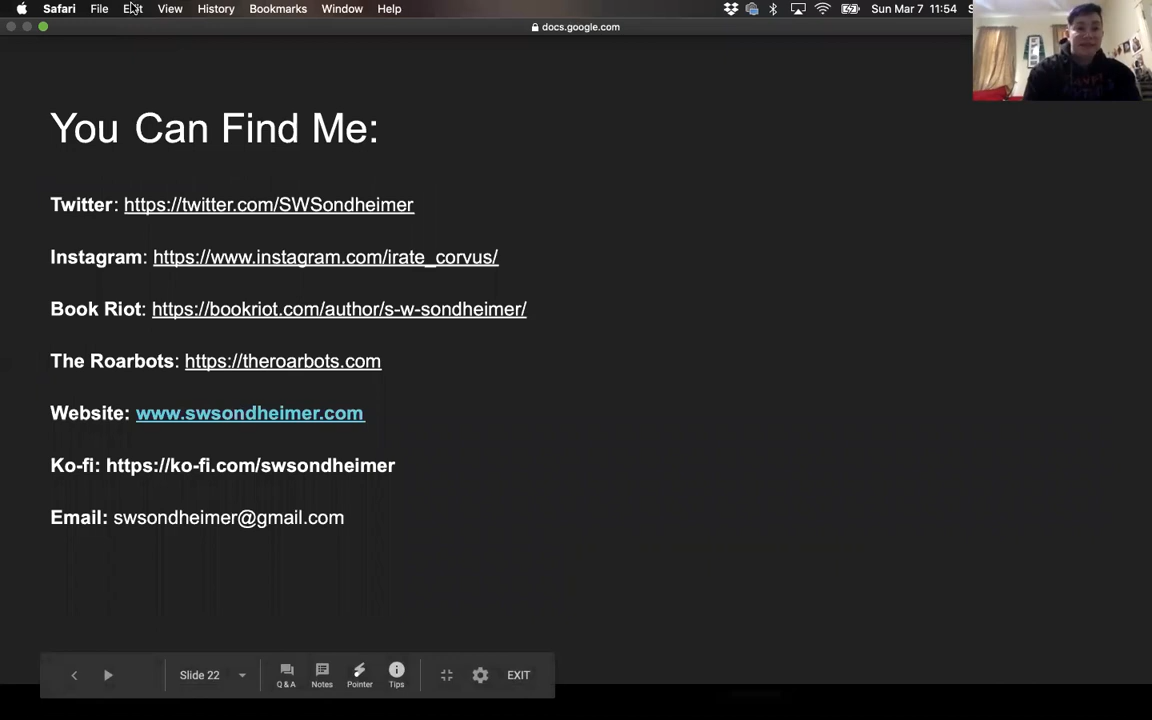 Safari File Edit View History Bookmarks Window Help Sun Mar 7 11:54
docs.google.com
You Can Find Me:
Twitter: https://twitter.com/SWSondheimer
Instagram: https://www.instagram.com/irate_corvus/
Book Riot: https://bookriot.com/author/s-w-sondheimer/
The Roarbots: https://theroarbots.com
Website: www.swsondheimer.com
Ko-fi: https://ko-fi.com/swsondheimer
Email: swsondheimer@gmail.com
Slide 22 Q & A Notes Pointer Tips EXIT